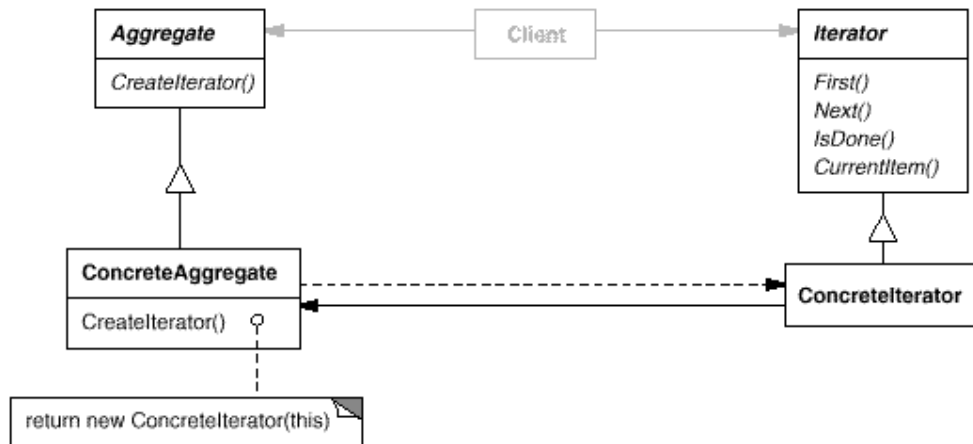 Aggregate
CreateIterator()
Client
Iterator
First()
Next()
IsDone()
CurrentItem()
ConcreteAggregate
CreateIterator()
ConcreteIterator
return new ConcreteIterator(this)